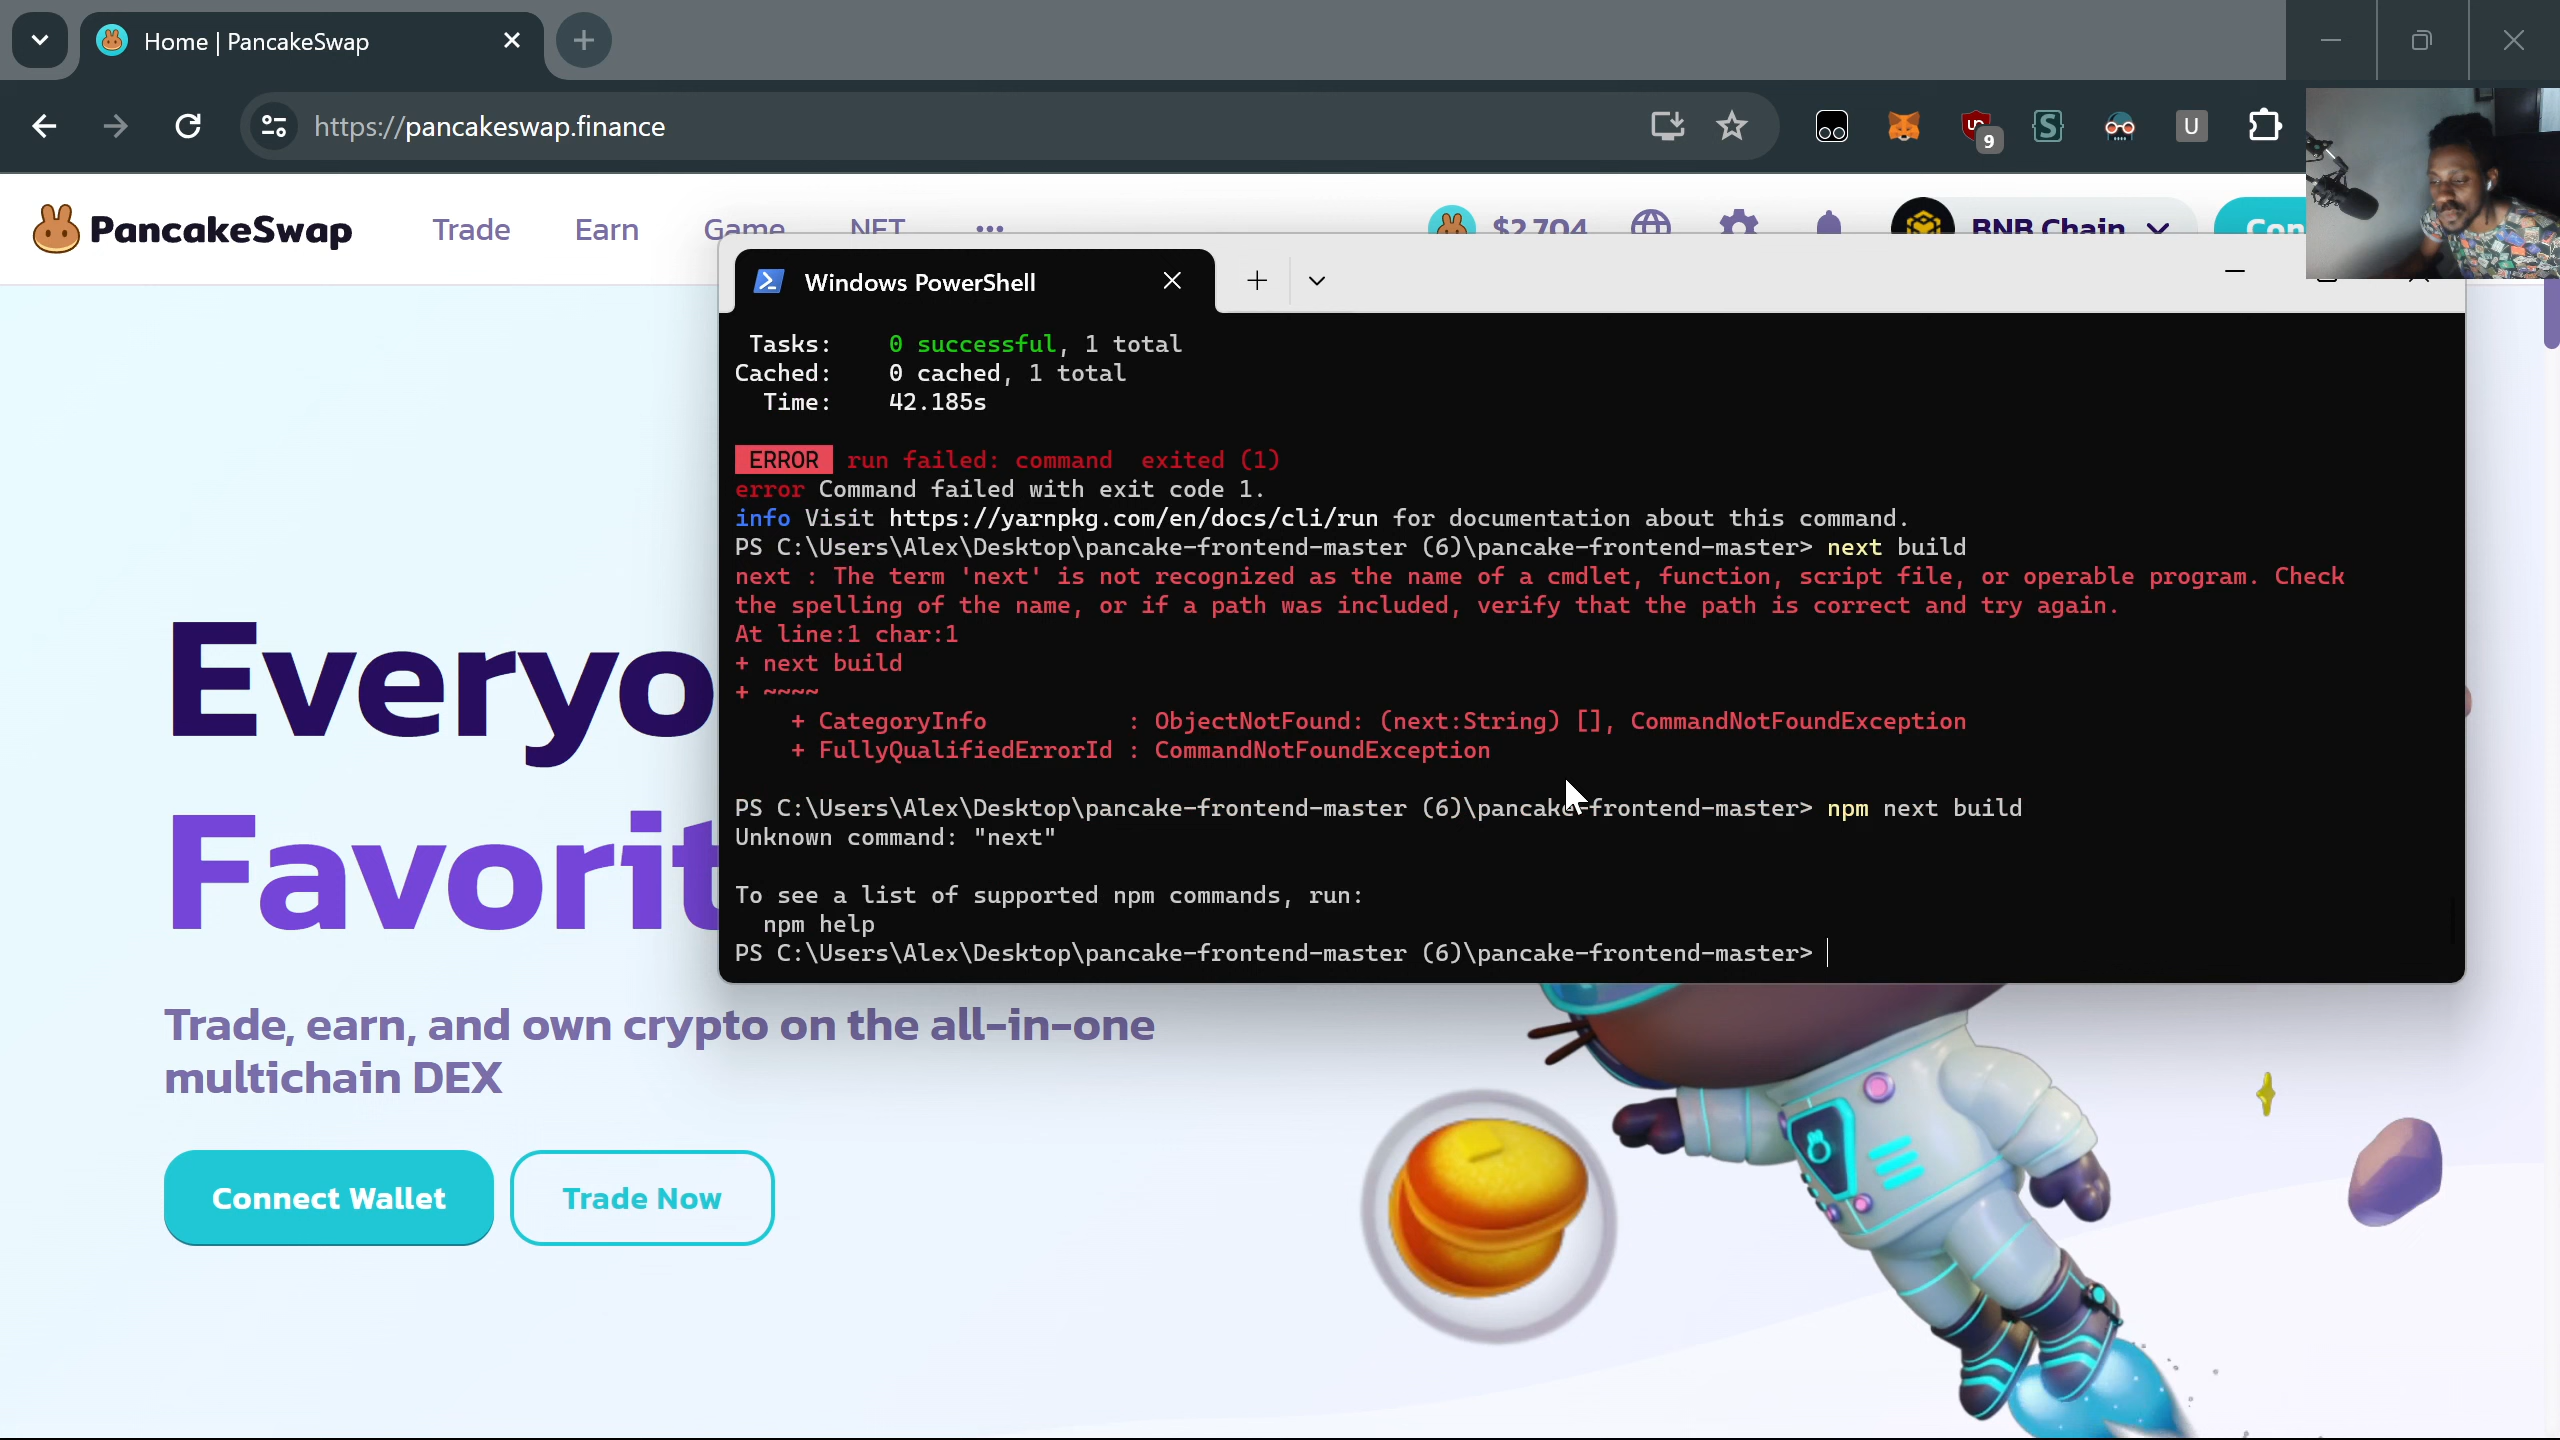 Home | PancakeSwap
https://pancakeswap.finance
9
U
PancakeSwap
Trade
Earn
Game
NFT
$2.704
BNB Chain
Con
Windows PowerShell
Tasks: 0 successful, 1 total
Cached: 0 cached, 1 total
Time: 42.185s
ERROR run failed: command exited (1)
error Command failed with exit code 1.
info Visit https://yarnpkg.com/en/docs/cli/run for documentation about this command.
PS C:\Users\Alex\Desktop\pancake-frontend-master (6)\pancake-frontend-master> next build
next : The term 'next' is not recognized as the name of a cmdlet, function, script file, or operable program. Check
the spelling of the name, or if a path was included, verify that the path is correct and try again.
At line:1 char:1
+ next build
+ ~~~~
+ CategoryInfo : ObjectNotFound: (next:String) [], CommandNotFoundException
+ FullyQualifiedErrorId : CommandNotFoundException
PS C:\Users\Alex\Desktop\pancake-frontend-master (6)\pancake-frontend-master> npm next build
Unknown command: "next"
To see a list of supported npm commands, run:
npm help
PS C:\Users\Alex\Desktop\pancake-frontend-master (6)\pancake-frontend-master>
Everyo
Favorit
Trade, earn, and own crypto on the all-in-one
multichain DEX
Connect Wallet
Trade Now